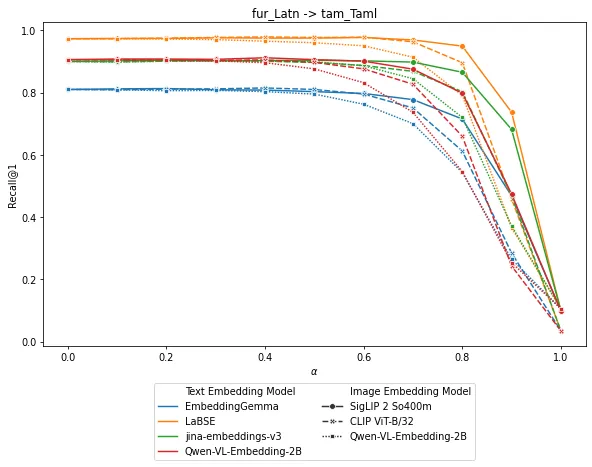 fur_Latn -> tam_Taml
Recall@1
1.0
0.8
0.6
0.4
0.2
0.0
0.0 0.2 0.4 0.6 0.8 1.0
α
Text Embedding Model Image Embedding Model
EmbeddingGemma SigLIP 2 So400m
LaBSE CLIP ViT-B/32
jina-embeddings-v3 Qwen-VL-Embedding-2B
Qwen-VL-Embedding-2B